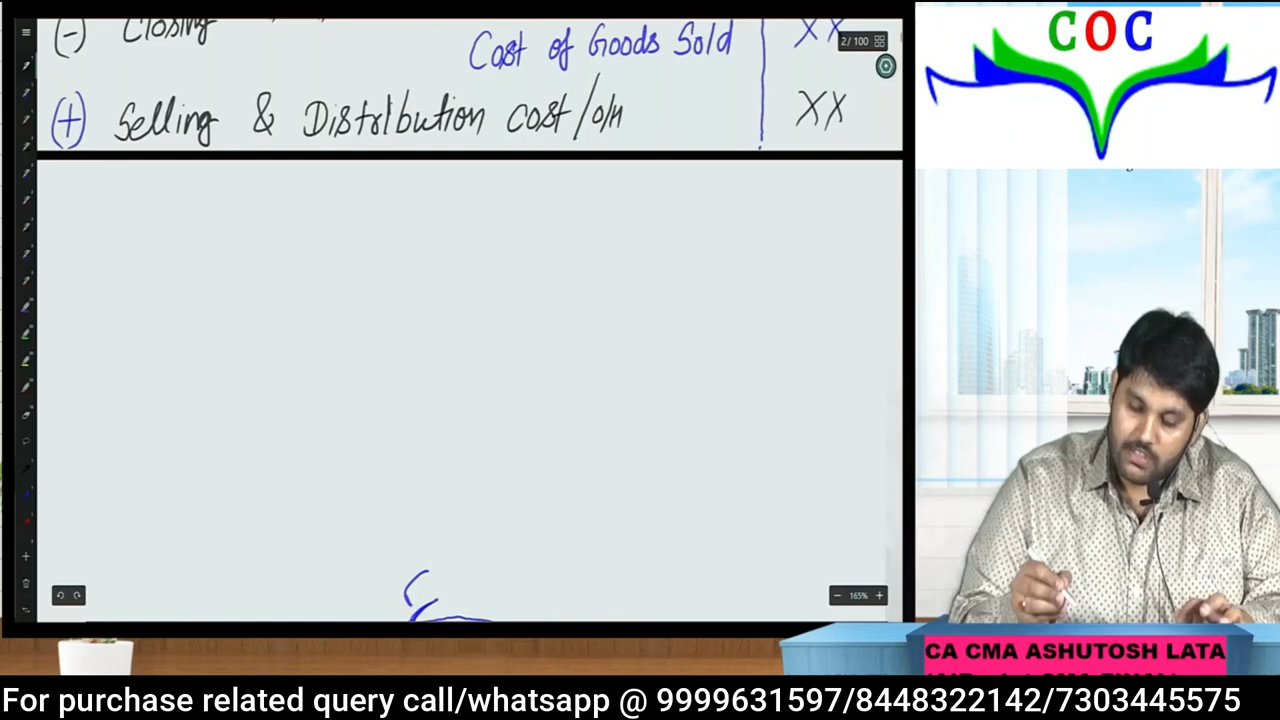 (-) Closing
Cost of Goods Sold XX
2 / 100
(+) Selling & Distribution cost/o/H XX
165%
COC
CA CMA ASHUTOSH LATA
For purchase related query call/whatsapp @ 9999631597/8448322142/7303445575